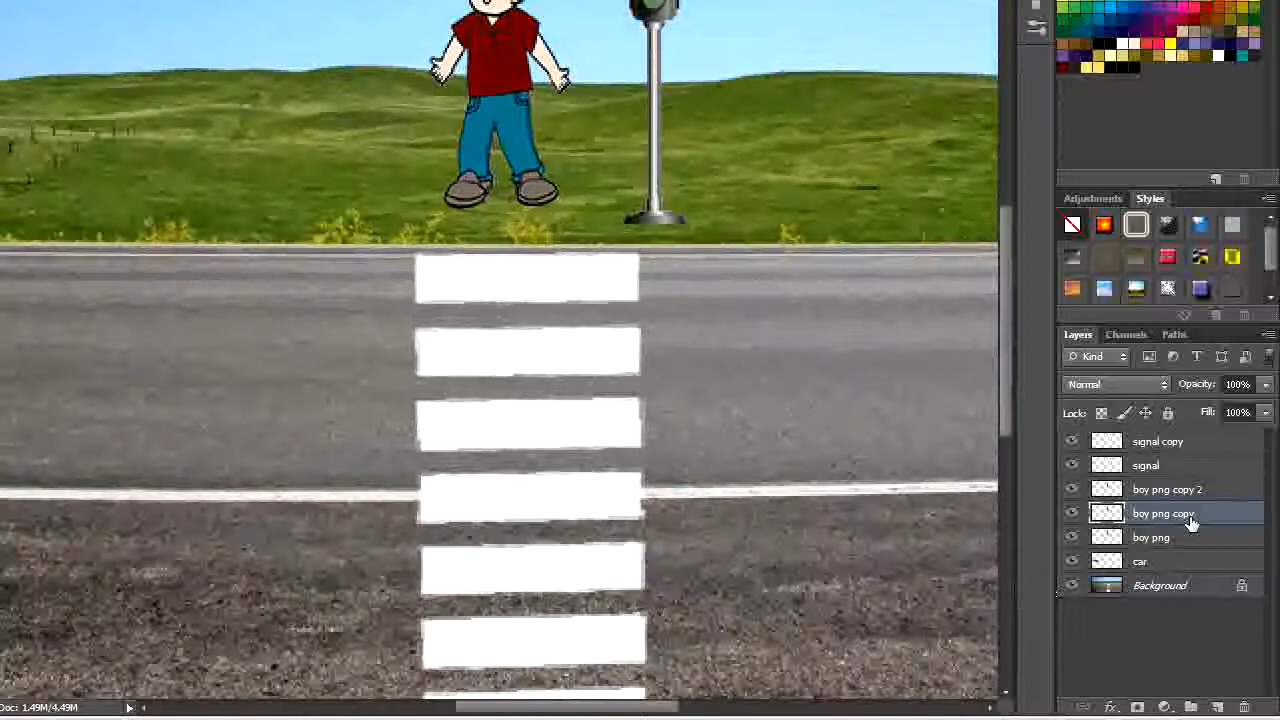 Adjustments Styles
Layers Channels Paths
Kind
Normal Opacity: 100%
Lock: Fill: 100%
signal copy
signal
boy png copy 2
boy png copy
boy png
car
Background
Doc: 1.49M/4.49M
fx